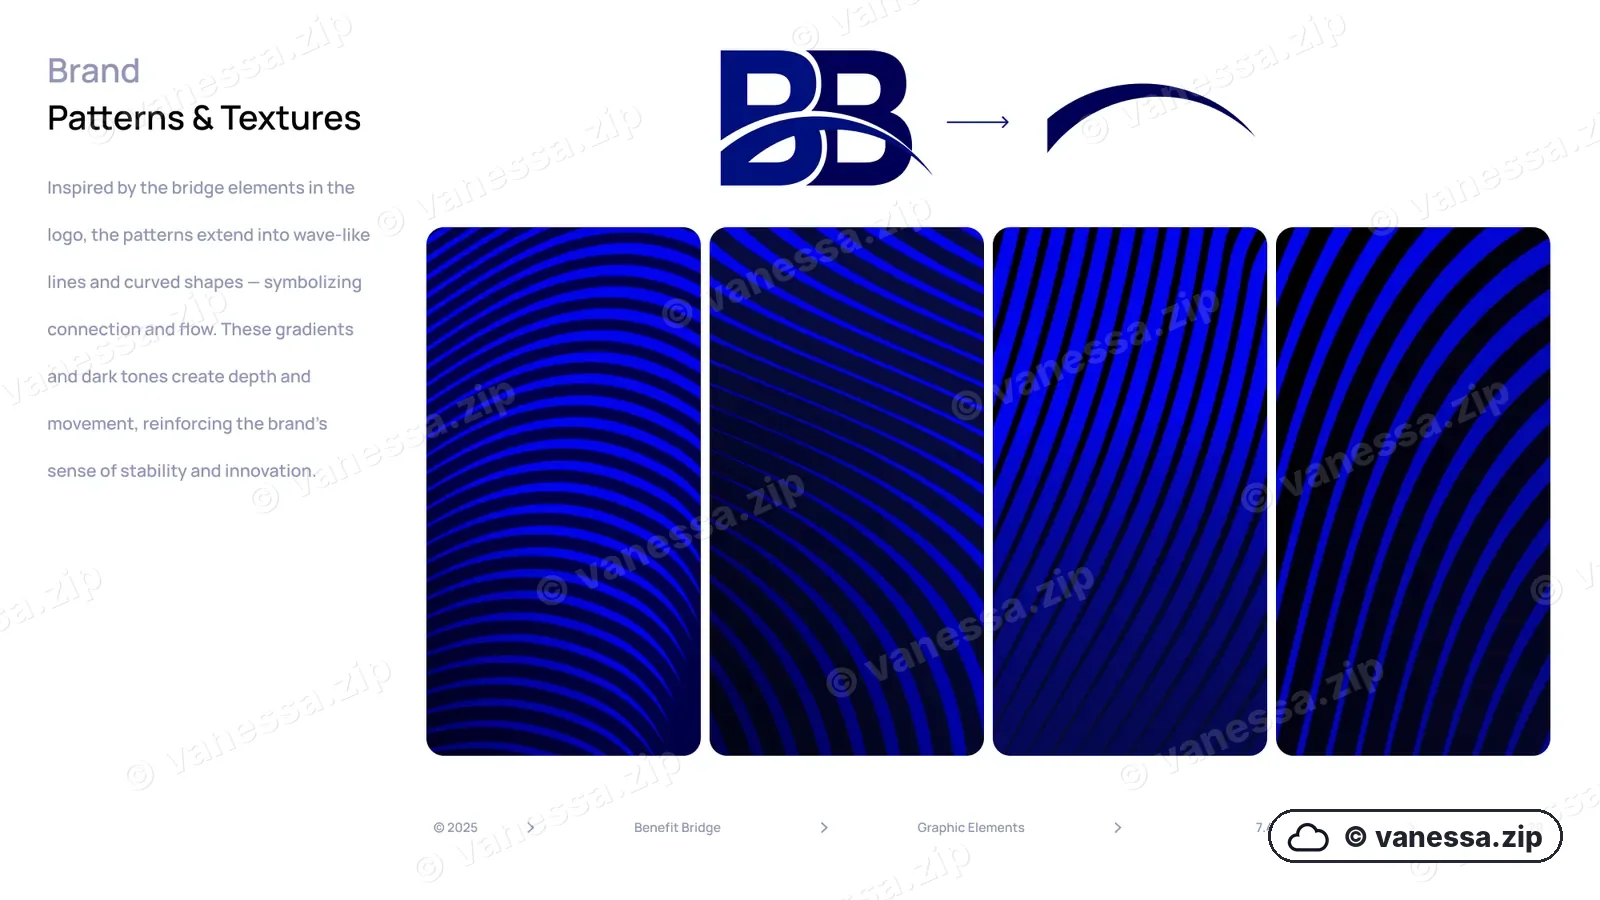 Brand
Patterns & Textures
Inspired by the bridge elements in the
logo, the patterns extend into wave-like
lines and curved shapes — symbolizing
connection and flow. These gradients
and dark tones create depth and
movement, reinforcing the brand's
sense of stability and innovation.
BB
© 2025
Benefit Bridge
Graphic Elements
© vanessa.zip